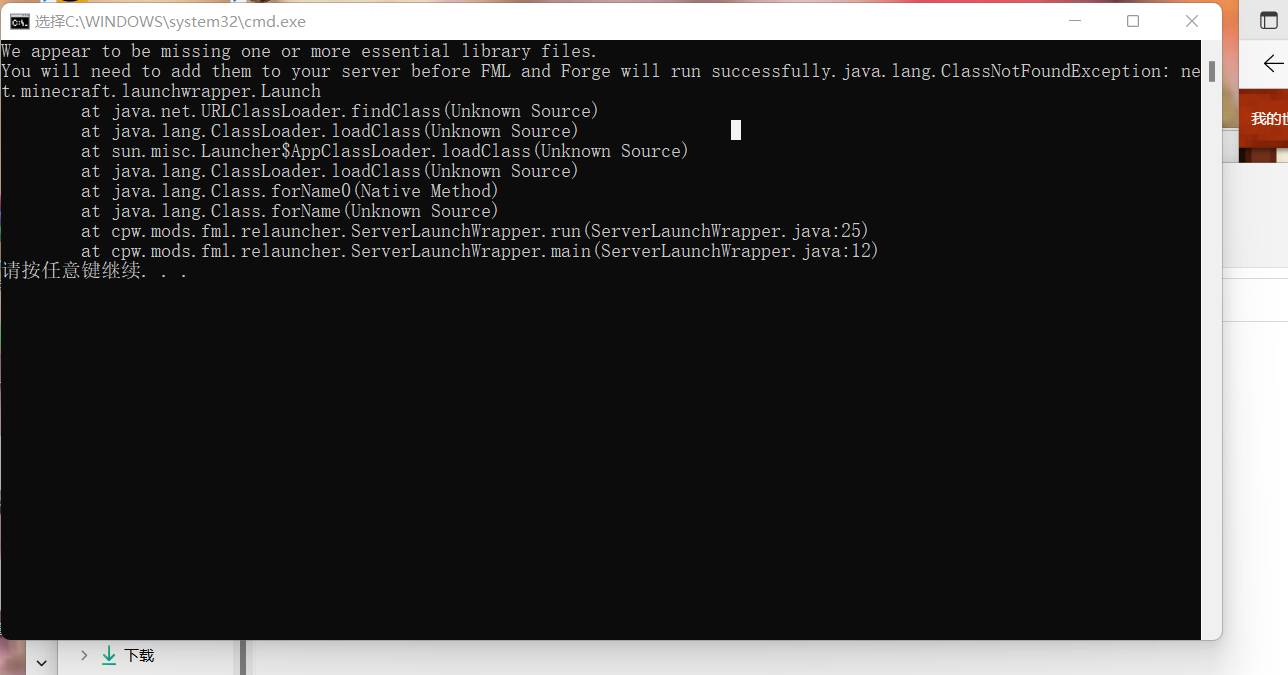 选择C:\WINDOWS\system32\cmd.exe
We appear to be missing one or more essential library files.
You will need to add them to your server before FML and Forge will run successfully.java.lang.ClassNotFoundException: ne
t.minecraft.launchwrapper.Launch
at java.net.URLClassLoader.findClass(Unknown Source)
at java.lang.ClassLoader.loadClass(Unknown Source)
at sun.misc.Launcher$AppClassLoader.loadClass(Unknown Source)
at java.lang.ClassLoader.loadClass(Unknown Source)
at java.lang.Class.forName0(Native Method)
at java.lang.Class.forName(Unknown Source)
at cpw.mods.fml.relauncher.ServerLaunchWrapper.run(ServerLaunchWrapper.java:25)
at cpw.mods.fml.relauncher.ServerLaunchWrapper.main(ServerLaunchWrapper.java:12)
请按任意键继续. . .
我的世
下载